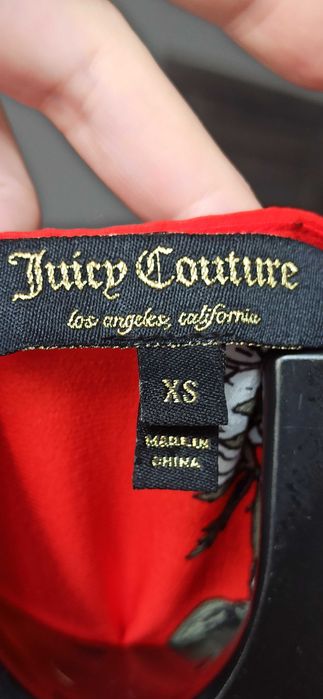 Juicy Couture
los angeles, california
XS
MADE IN
CHINA